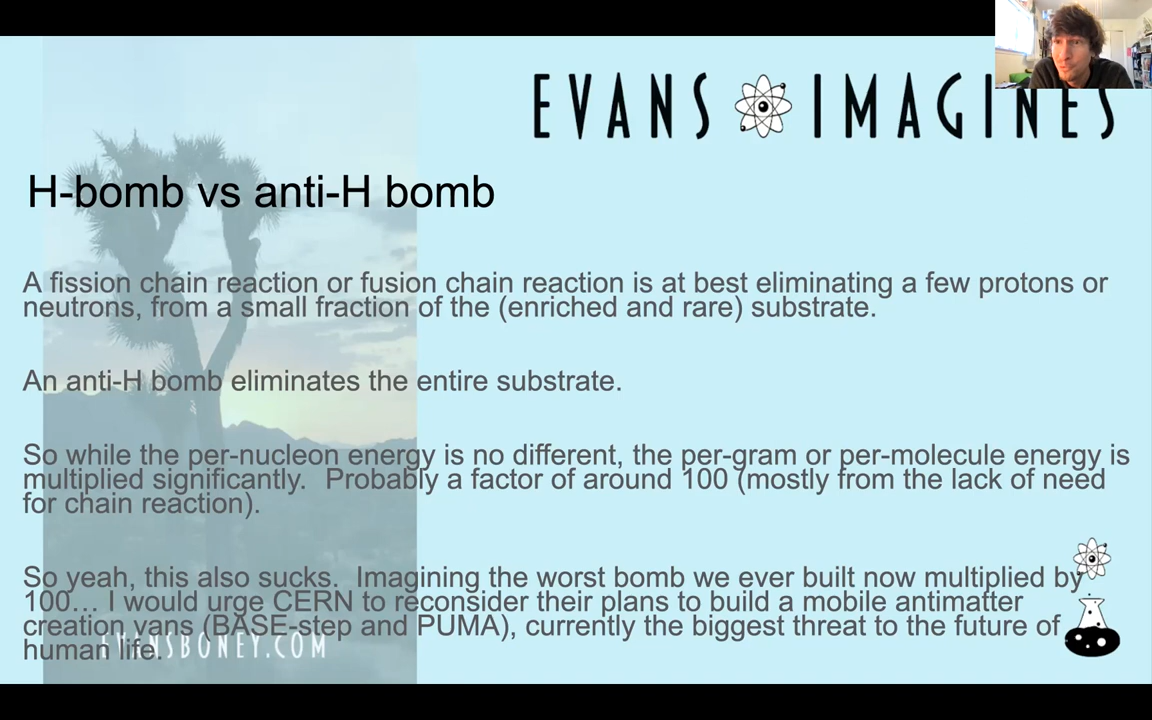 EVANS IMAGINES
H-bomb vs anti-H bomb
A fission chain reaction or fusion chain reaction is at best eliminating a few protons or
neutrons, from a small fraction of the (enriched and rare) substrate.
An anti-H bomb eliminates the entire substrate.
So while the per-nucleon energy is no different, the per-gram or per-molecule energy is
multiplied significantly.  Probably a factor of around 100 (mostly from the lack of need
for chain reaction).
So yeah, this also sucks.  Imagining the worst bomb we ever built now multiplied by
100… I would urge CERN to reconsider their plans to build a mobile antimatter
creation vans (BASE-step and PUMA), currently the biggest threat to the future of
human life.
EVANSBONEY.COM